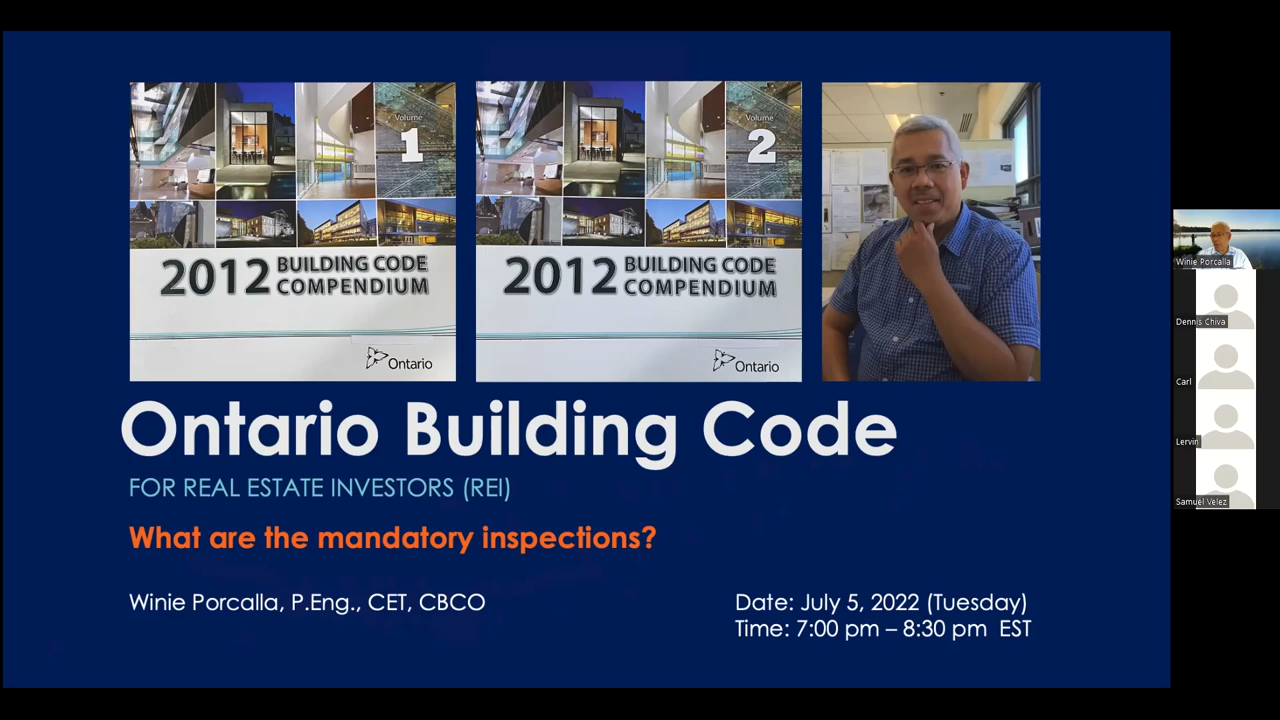 Volume
1
2012 BUILDING CODE
COMPENDIUM
Ontario
Volume
2
2012 BUILDING CODE
COMPENDIUM
Ontario
Ontario Building Code
FOR REAL ESTATE INVESTORS (REI)
What are the mandatory inspections?
Winie Porcalla, P.Eng., CET, CBCO
Date: July 5, 2022 (Tuesday)
Time: 7:00 pm – 8:30 pm EST
Winie Porcalla
Dennis Chiva
Carl
Lervin
Samuel Velez